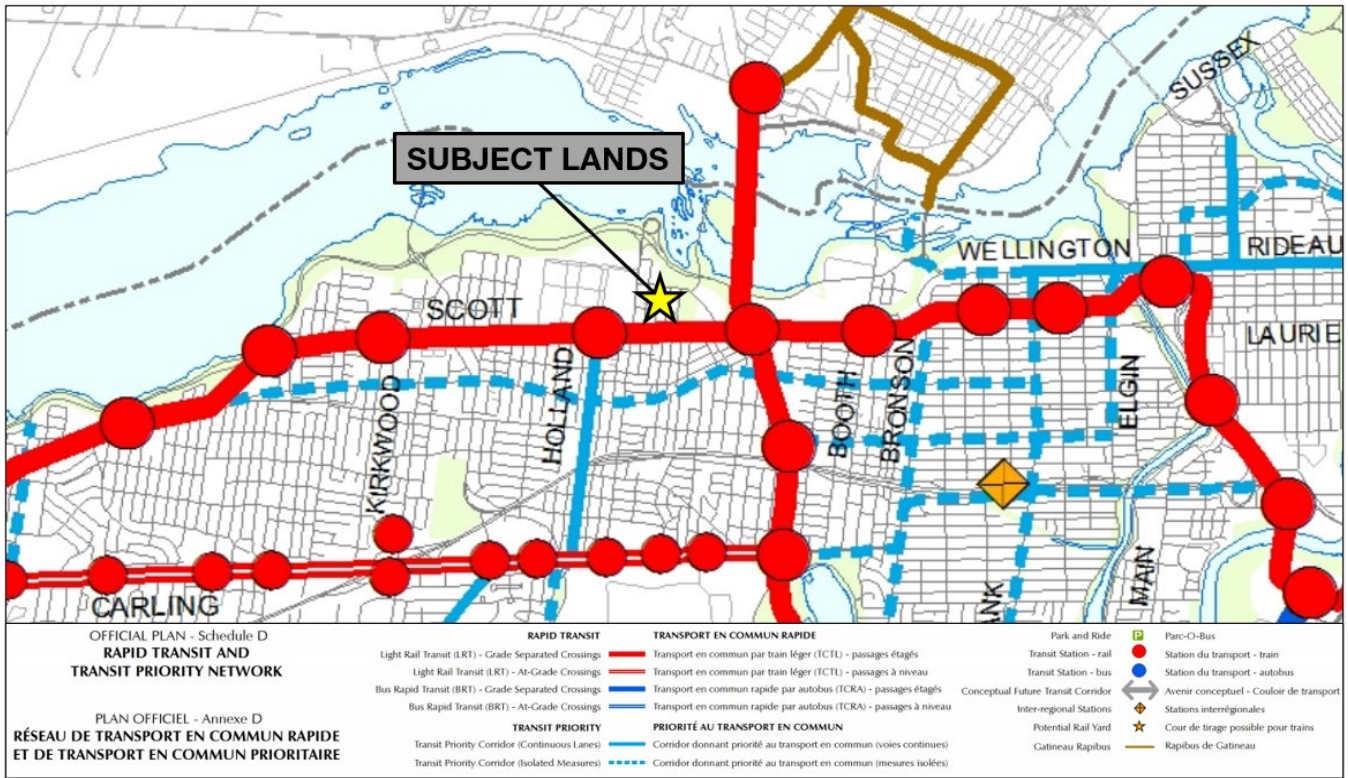 SUSSEX
SUBJECT LANDS
WELLINGTON
RIDEAU
SCOTT
LAURIE
KIRKWOOD
HOLLAND
BOOTH
BRONSON
ELGIN
MAIN
ANK
CARLING
OFFICIAL PLAN - Schedule D
RAPID TRANSIT AND
TRANSIT PRIORITY NETWORK
PLAN OFFICIEL - Annexe D
RÉSEAU DE TRANSPORT EN COMMUN RAPIDE
ET DE TRANSPORT EN COMMUN PRIORITAIRE
RAPID TRANSIT TRANSPORT EN COMMUN RAPIDE
Light Rail Transit (LRT) - Grade Separated Crossings Transport en commun par train léger (TCTL) - passages étagés
Light Rail Transit (LRT) - At-Grade Crossings Transport en commun par train léger (TCTL) - passages à niveau
Bus Rapid Transit (BRT) - Grade Separated Crossings Transport en commun rapide par autobus (TCRA) - passages étagés
Bus Rapid Transit (BRT) - At-Grade Crossings Transport en commun rapide par autobus (TCRA) - passages à niveau
TRANSIT PRIORITY PRIORITÉ AU TRANSPORT EN COMMUN
Transit Priority Corridor (Continuous Lanes) Corridor donnant priorité au transport en commun (voies continues)
Transit Priority Corridor (Isolated Measures) Corridor donnant priorité au transport en commun (mesures isolées)
Park and Ride P Parc-O-Bus
Transit Station - rail Station du transport - train
Transit Station - bus Station du transport - autobus
Conceptual Future Transit Corridor Avenir conceptuel - Couloir de transport
Inter-regional Stations Stations interrégionales
Potential Rail Yard Cour de tirage possible pour trains
Gatineau Rapibus Rapibus de Gatineau